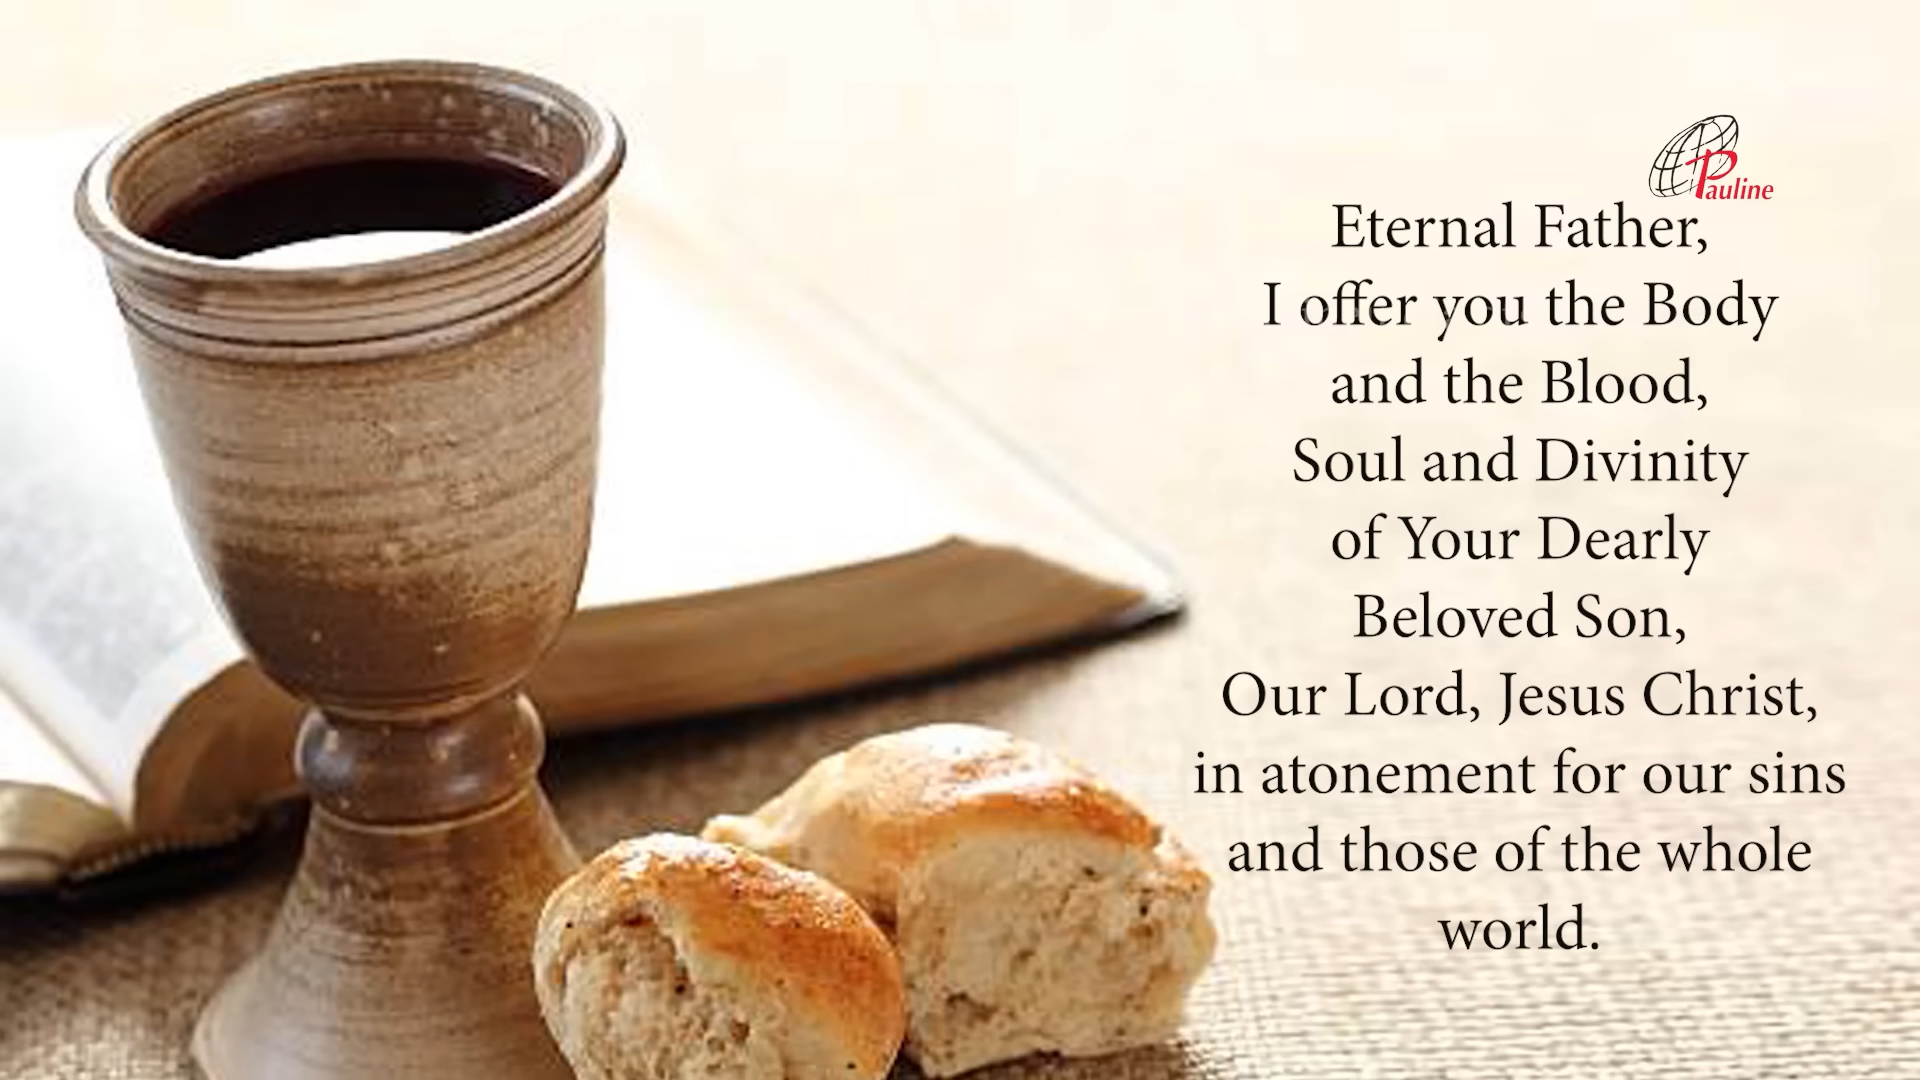 Pauline
Eternal Father,
I offer you the Body
and the Blood,
Soul and Divinity
of Your Dearly
Beloved Son,
Our Lord, Jesus Christ,
in atonement for our sins
and those of the whole
world.